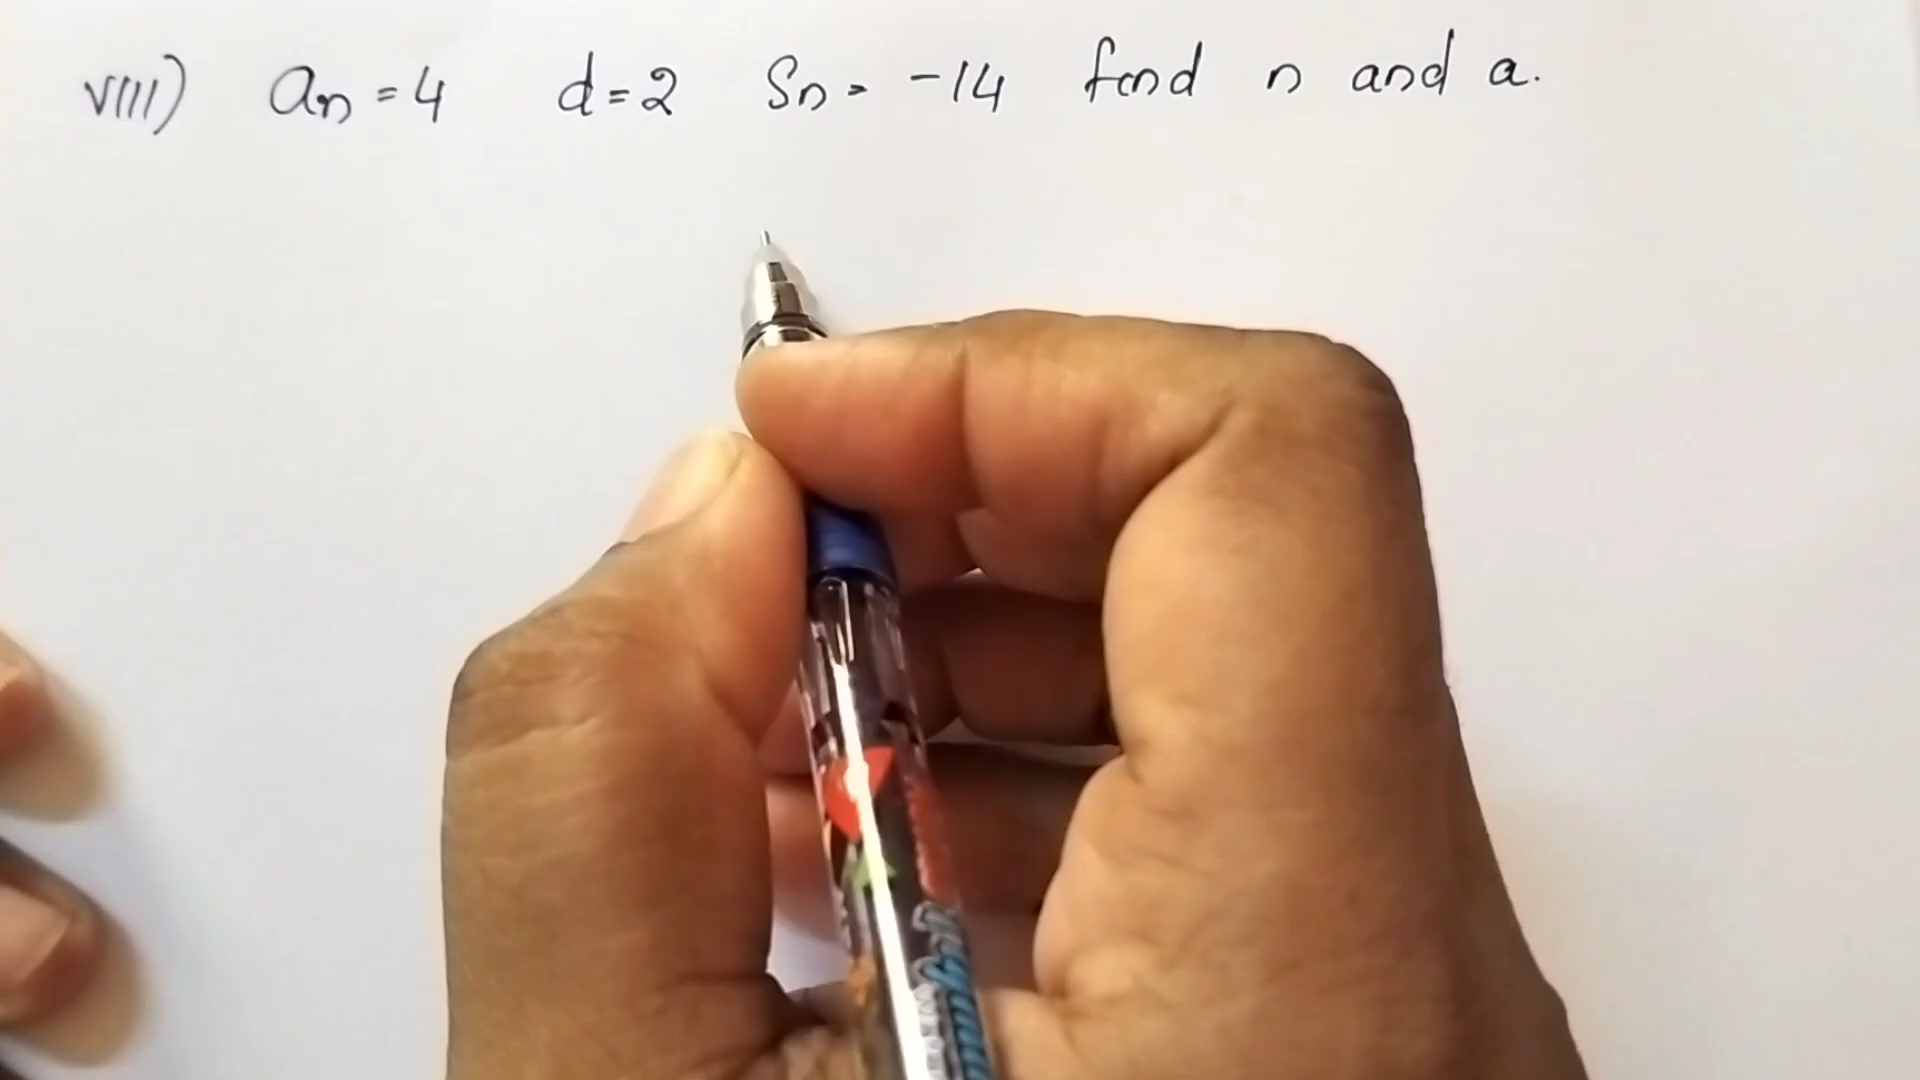 viii) an = 4 d = 2 Sn = -14 find n and a.